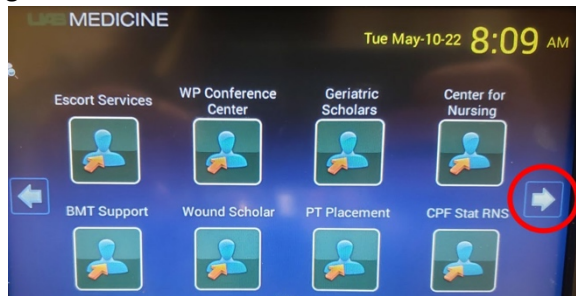 UAB MEDICINE
Tue May-10-22 8:09 AM
Escort Services
WP Conference
Center
Geriatric
Scholars
Center for
Nursing
BMT Support
Wound Scholar
PT Placement
CPF Stat RNS